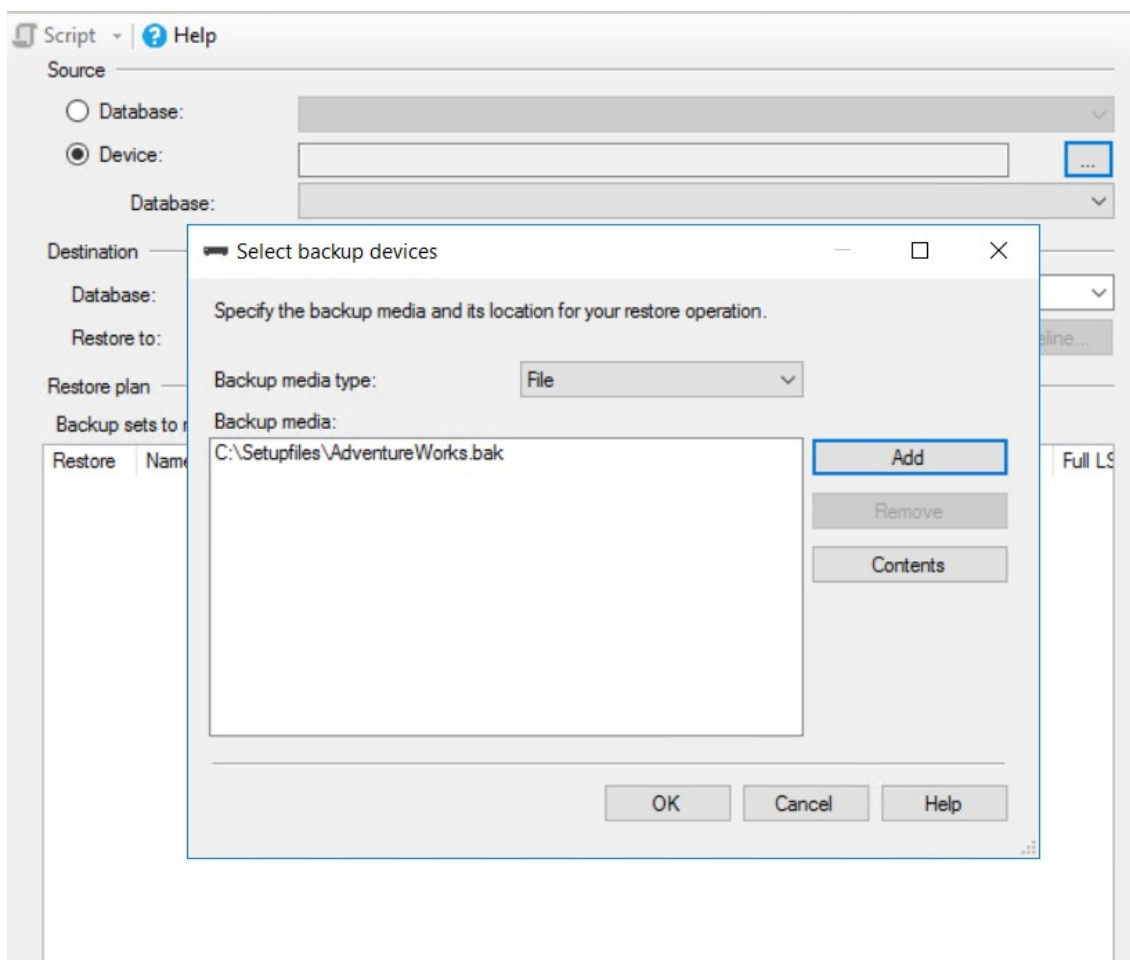 Script Help
Source
Database:
Device: ...
Database:
Destination
Select backup devices
Database:
Specify the backup media and its location for your restore operation.
Restore to:
eline...
Backup media type: File
Restore plan
Backup media:
Backup sets to r
C:\Setupfiles\AdventureWorks.bak
Restore Name Full LS
Add
Remove
Contents
OK Cancel Help